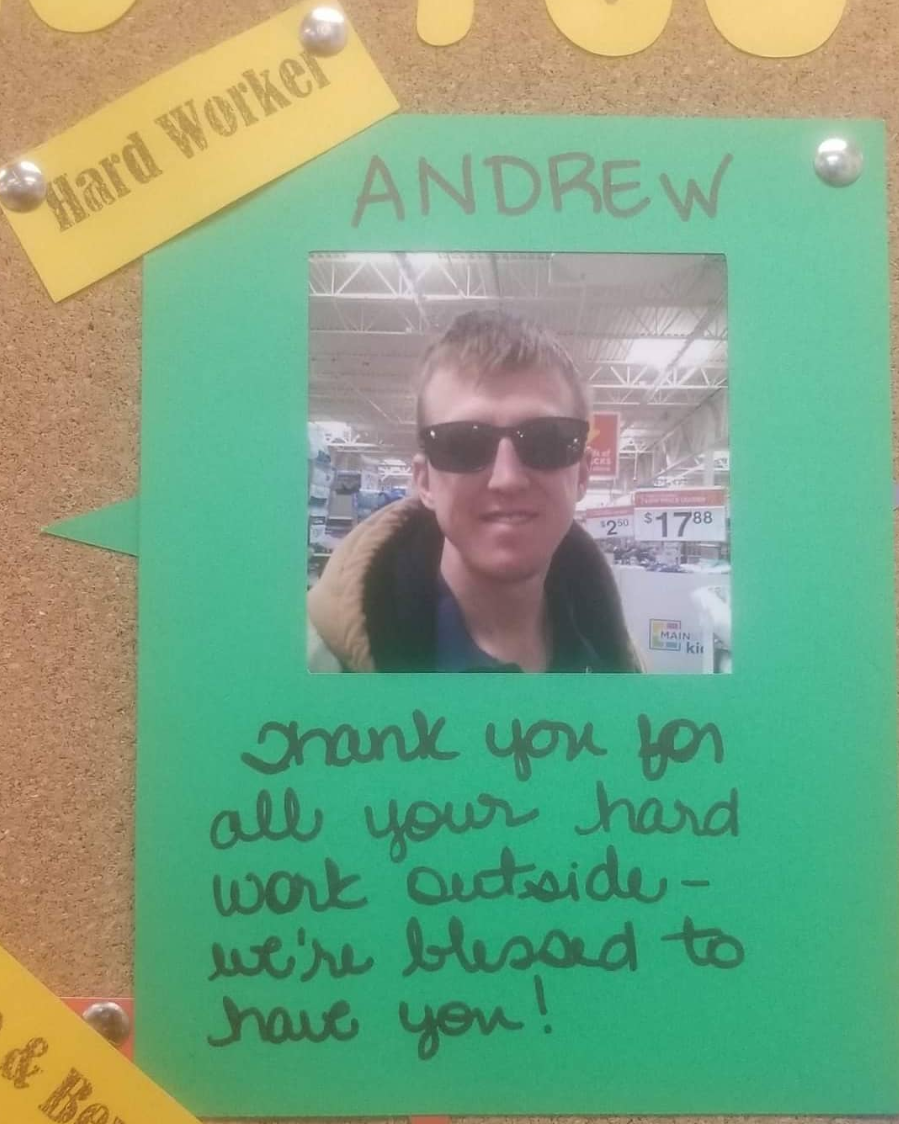 Hard Worker
ANDREW
$2.50
$17.88
MAIN
Thank you for
all your hard
work outside-
we're blessed to
have you!
&